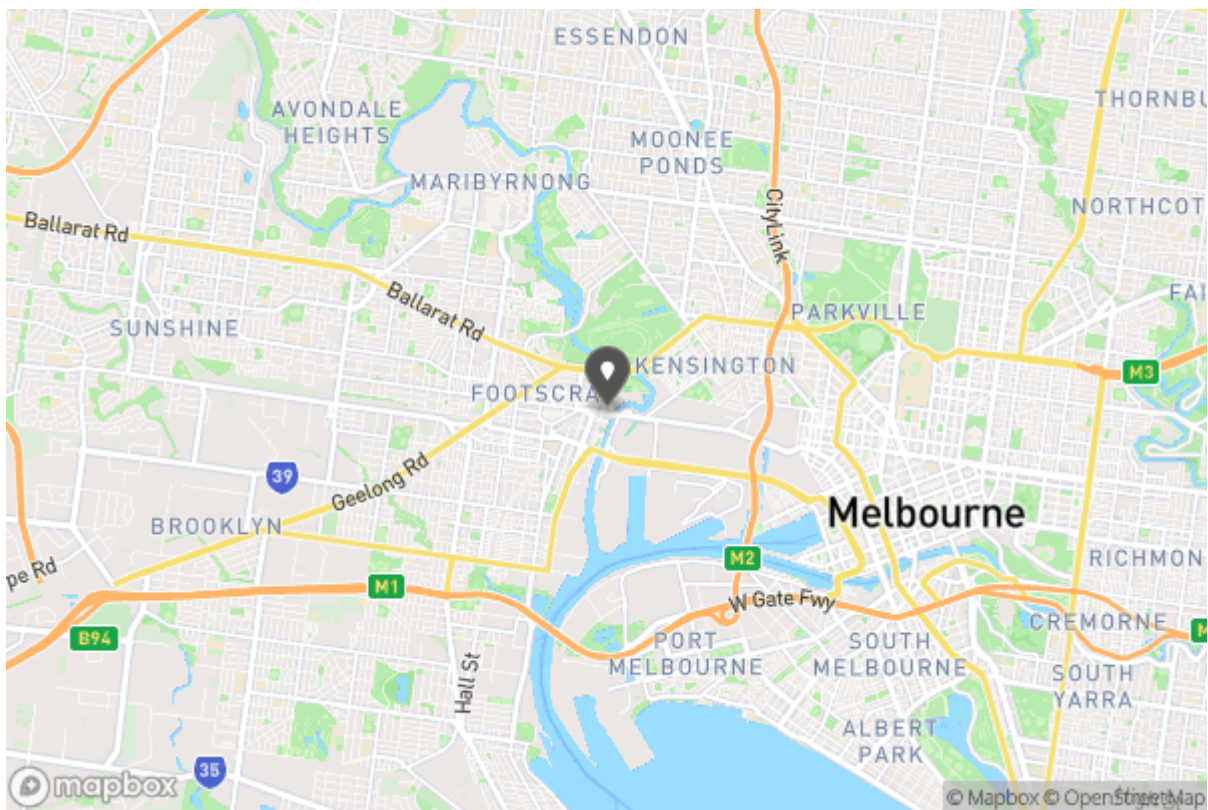 ESSENDON
THORNBU
AVONDALE
HEIGHTS
MOONEE
PONDS
MARIBYRNONG
NORTHCOT
Ballarat Rd
CityLink
FAI
Ballarat Rd
PARKVILLE
SUNSHINE
KENSINGTON
M3
FOOTSCRA
39
Geelong Rd
BROOKLYN
Melbourne
pe Rd
M1
M2
RICHMON
W Gate Fwy
B94
CREMORNE
M
PORT
MELBOURNE
SOUTH
MELBOURNE
SOUTH
YARRA
Hall St
ALBERT
PARK
35
mapbox
© Mapbox © OpenStreetMap